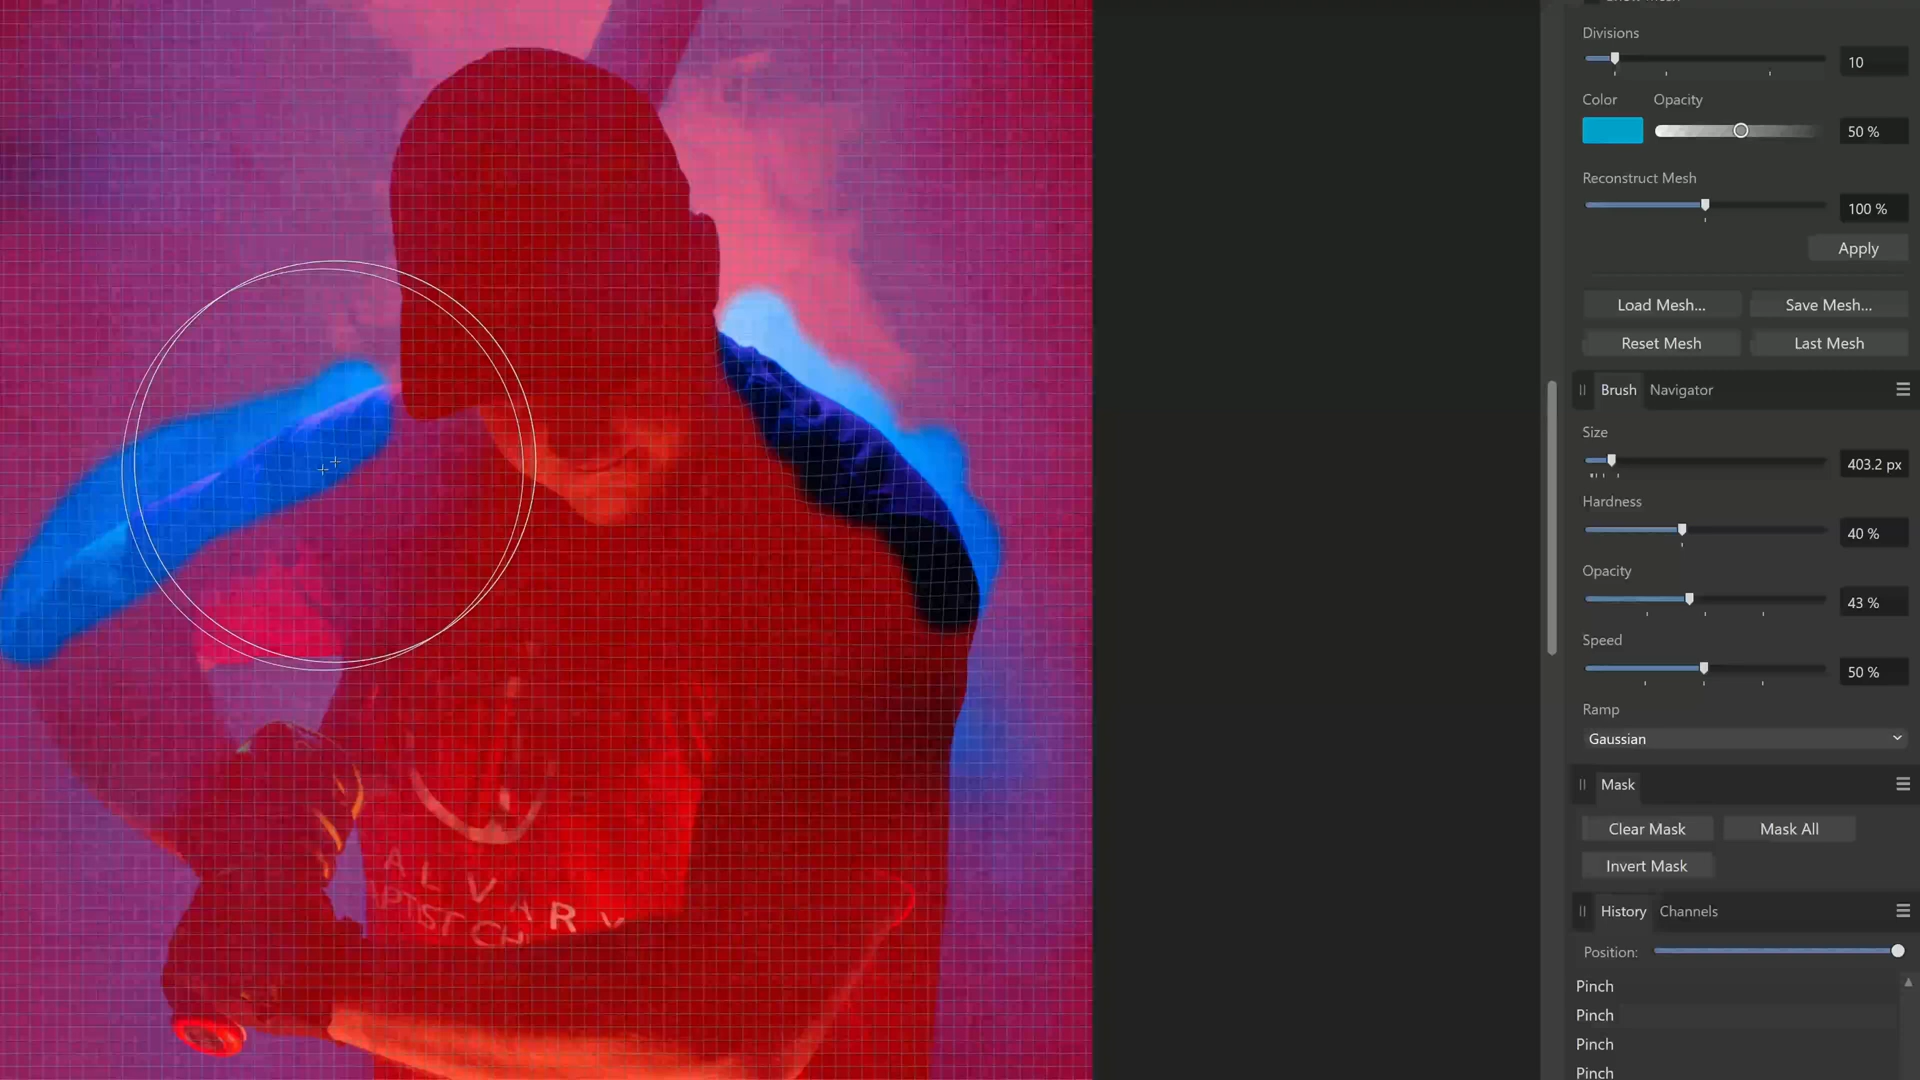 Divisions
10
Color
Opacity
50 %
Reconstruct Mesh
100 %
Apply
Load Mesh...
Save Mesh...
Reset Mesh
Last Mesh
Brush
Navigator
Size
403.2 px
Hardness
40 %
Opacity
43 %
Speed
50 %
Ramp
Gaussian
Mask
Clear Mask
Mask All
Invert Mask
History
Channels
Position:
Pinch
Pinch
Pinch
Pinch
ALVARY